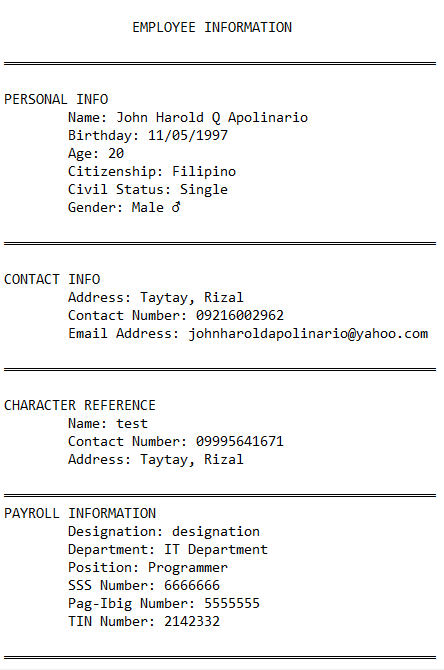 EMPLOYEE INFORMATION
PERSONAL INFO
Name: John Harold Q Apolinario
Birthday: 11/05/1997
Age: 20
Citizenship: Filipino
Civil Status: Single
Gender: Male ♂
CONTACT INFO
Address: Taytay, Rizal
Contact Number: 09216002962
Email Address: johnharoldapolinario@yahoo.com
CHARACTER REFERENCE
Name: test
Contact Number: 09995641671
Address: Taytay, Rizal
PAYROLL INFORMATION
Designation: designation
Department: IT Department
Position: Programmer
SSS Number: 6666666
Pag-Ibig Number: 5555555
TIN Number: 2142332